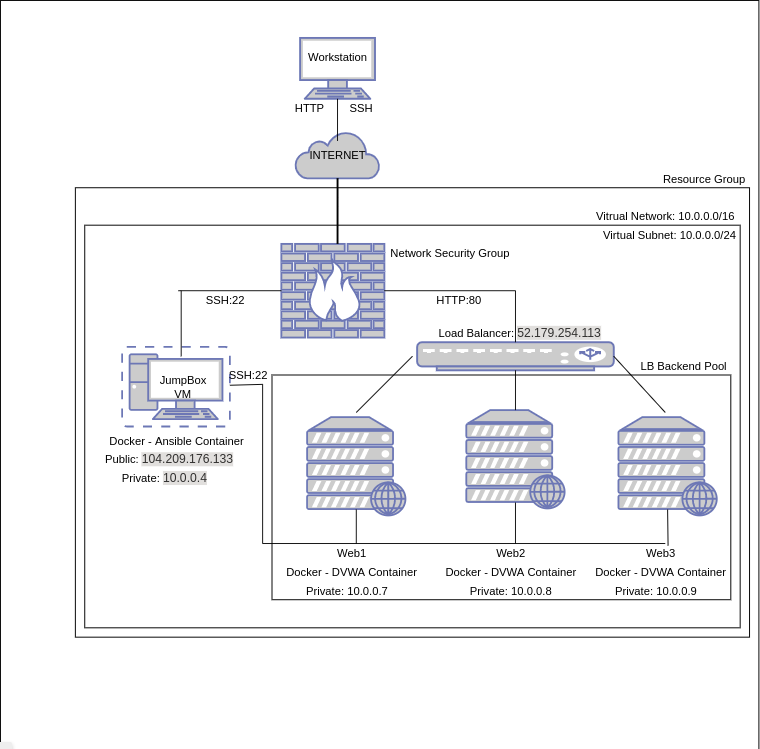 Workstation
HTTP SSH
INTERNET
Resource Group
Vitrual Network: 10.0.0.0/16
Virtual Subnet: 10.0.0.0/24
Network Security Group
SSH:22
HTTP:80
Load Balancer: 52.179.254.113
LB Backend Pool
SSH:22
JumpBox
VM
Docker - Ansible Container
Public: 104.209.176.133
Private: 10.0.0.4
Web1
Docker - DVWA Container
Private: 10.0.0.7
Web2
Docker - DVWA Container
Private: 10.0.0.8
Web3
Docker - DVWA Container
Private: 10.0.0.9